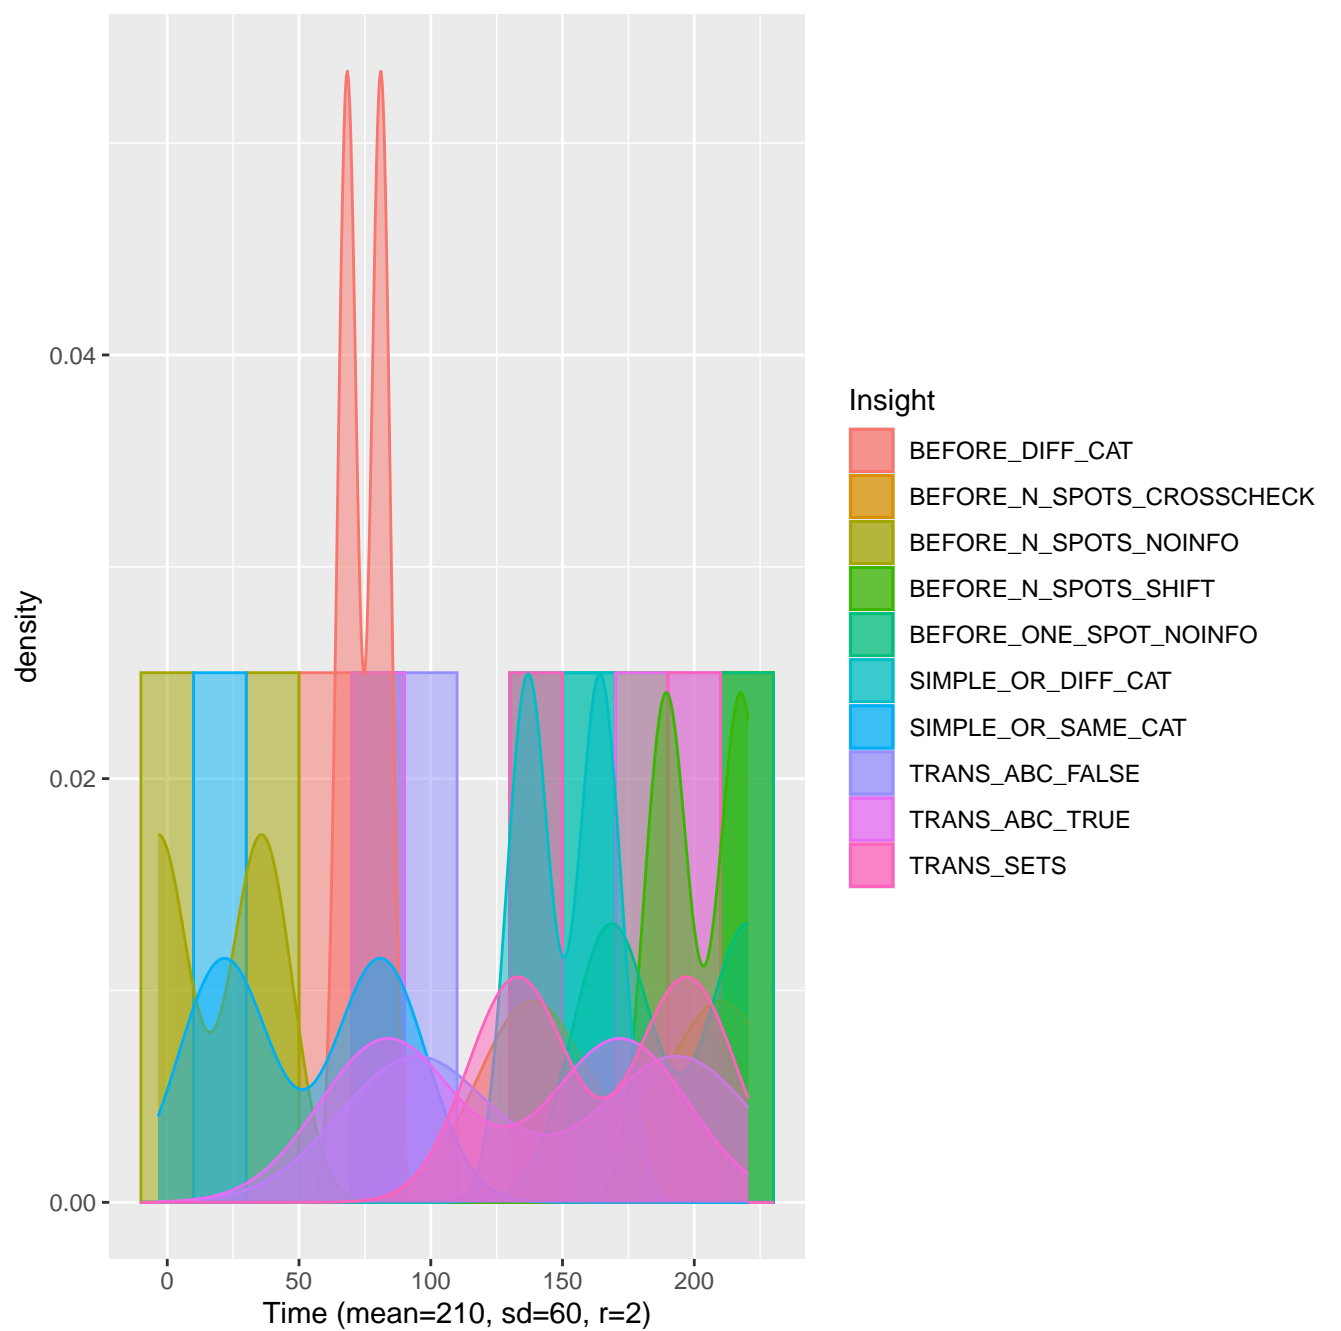 density
0.04
0.02
0.00
0
50
100
150
200
Time (mean=210, sd=60, r=2)
Insight
BEFORE_DIFF_CAT
BEFORE_N_SPOTS_CROSSCHECK
BEFORE_N_SPOTS_NOINFO
BEFORE_N_SPOTS_SHIFT
BEFORE_ONE_SPOT_NOINFO
SIMPLE_OR_DIFF_CAT
SIMPLE_OR_SAME_CAT
TRANS_ABC_FALSE
TRANS_ABC_TRUE
TRANS_SETS